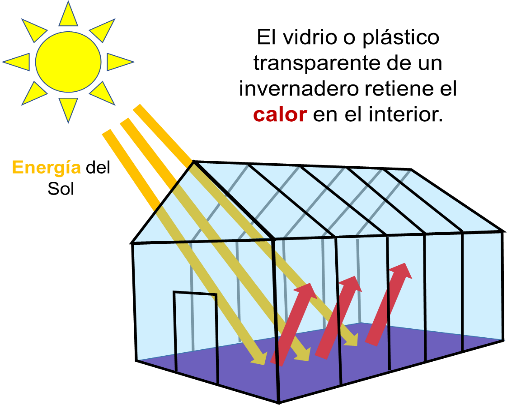 El vidrio o plástico
transparente de un
invernadero retiene el
calor en el interior.
Energía del
Sol